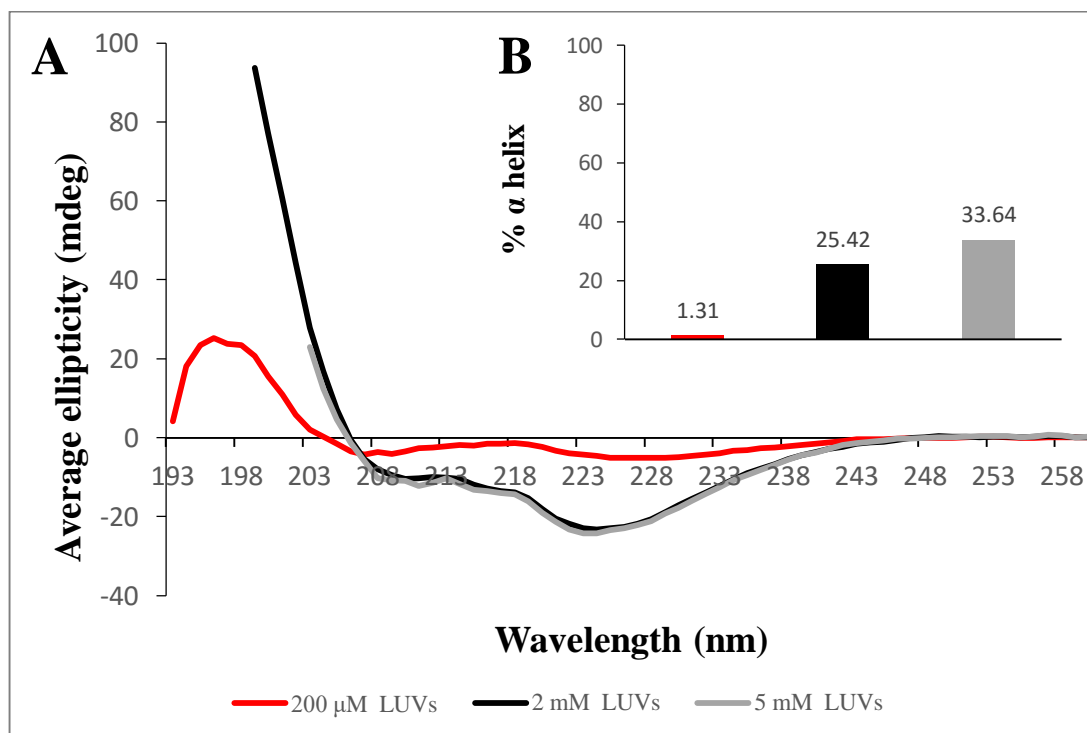 A
Average ellipticity (mdeg)
100
80
60
40
20
0
-20
-40
193 198 203 208 213 218 223 228 233 238 243 248 253 258
Wavelength (nm)
B
% α helix
100
80
60
40
20
0
1.31
25.42
33.64
200 μM LUVs 2 mM LUVs 5 mM LUVs